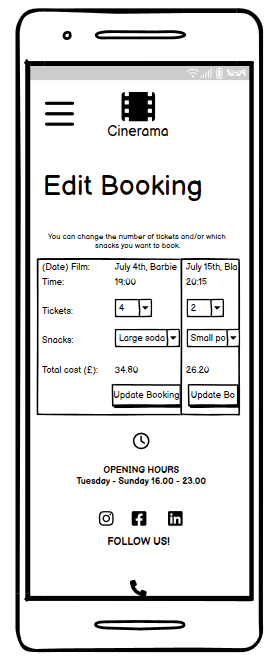 10:09
Cinerama
Edit Booking
You can change the number of tickets and/or which
snacks you want to book.
(Date) Film: July 4th, Barbie July 15th, Bla
Time: 19:00 20:15
Tickets: 4 2
Snacks: Large soda Small po
Total cost (£): 34.80 26.20
Update Booking Update Bo
OPENING HOURS
Tuesday - Sunday 16.00 - 23.00
FOLLOW US!